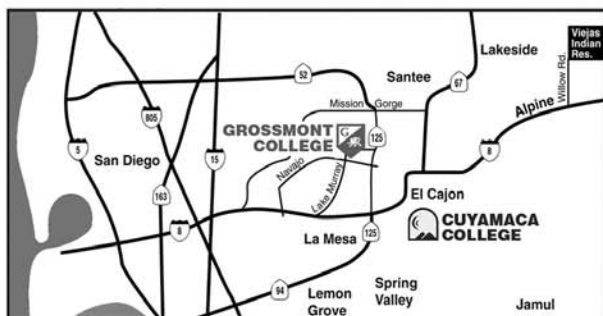 Viejas
Indian
Res.
Lakeside
Willow Rd.
52
Santee
67
Mission Gorge
Alpine
805
GROSSMONT
COLLEGE
G
125
5
San Diego
15
8
Navajo
163
Lake Murray
El Cajon
CUYAMACA
COLLEGE
8
La Mesa
125
94
Spring
Valley
Lemon
Grove
Jamul